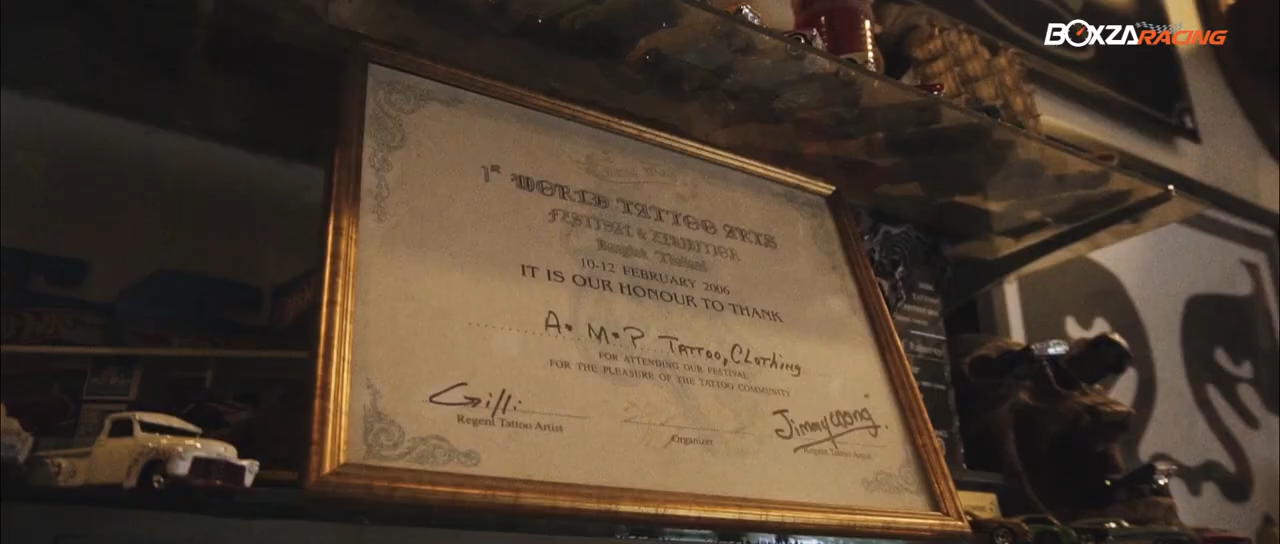 BOXZA RACING
1st WORLD TATTOO ARTS
FESTIVAL & EXHIBITION
Bangkok Thailand
10-12 FEBRUARY 2006
IT IS OUR HONOUR TO THANK
A.M.P TATTOO, CLOTHING
FOR ATTENDING OUR FESTIVAL
FOR THE PLEASURE OF THE TATTOO COMMUNITY
Gilli
Jimmy Wong
Regent Tattoo Artist
Organizer
Regent Tattoo Artist